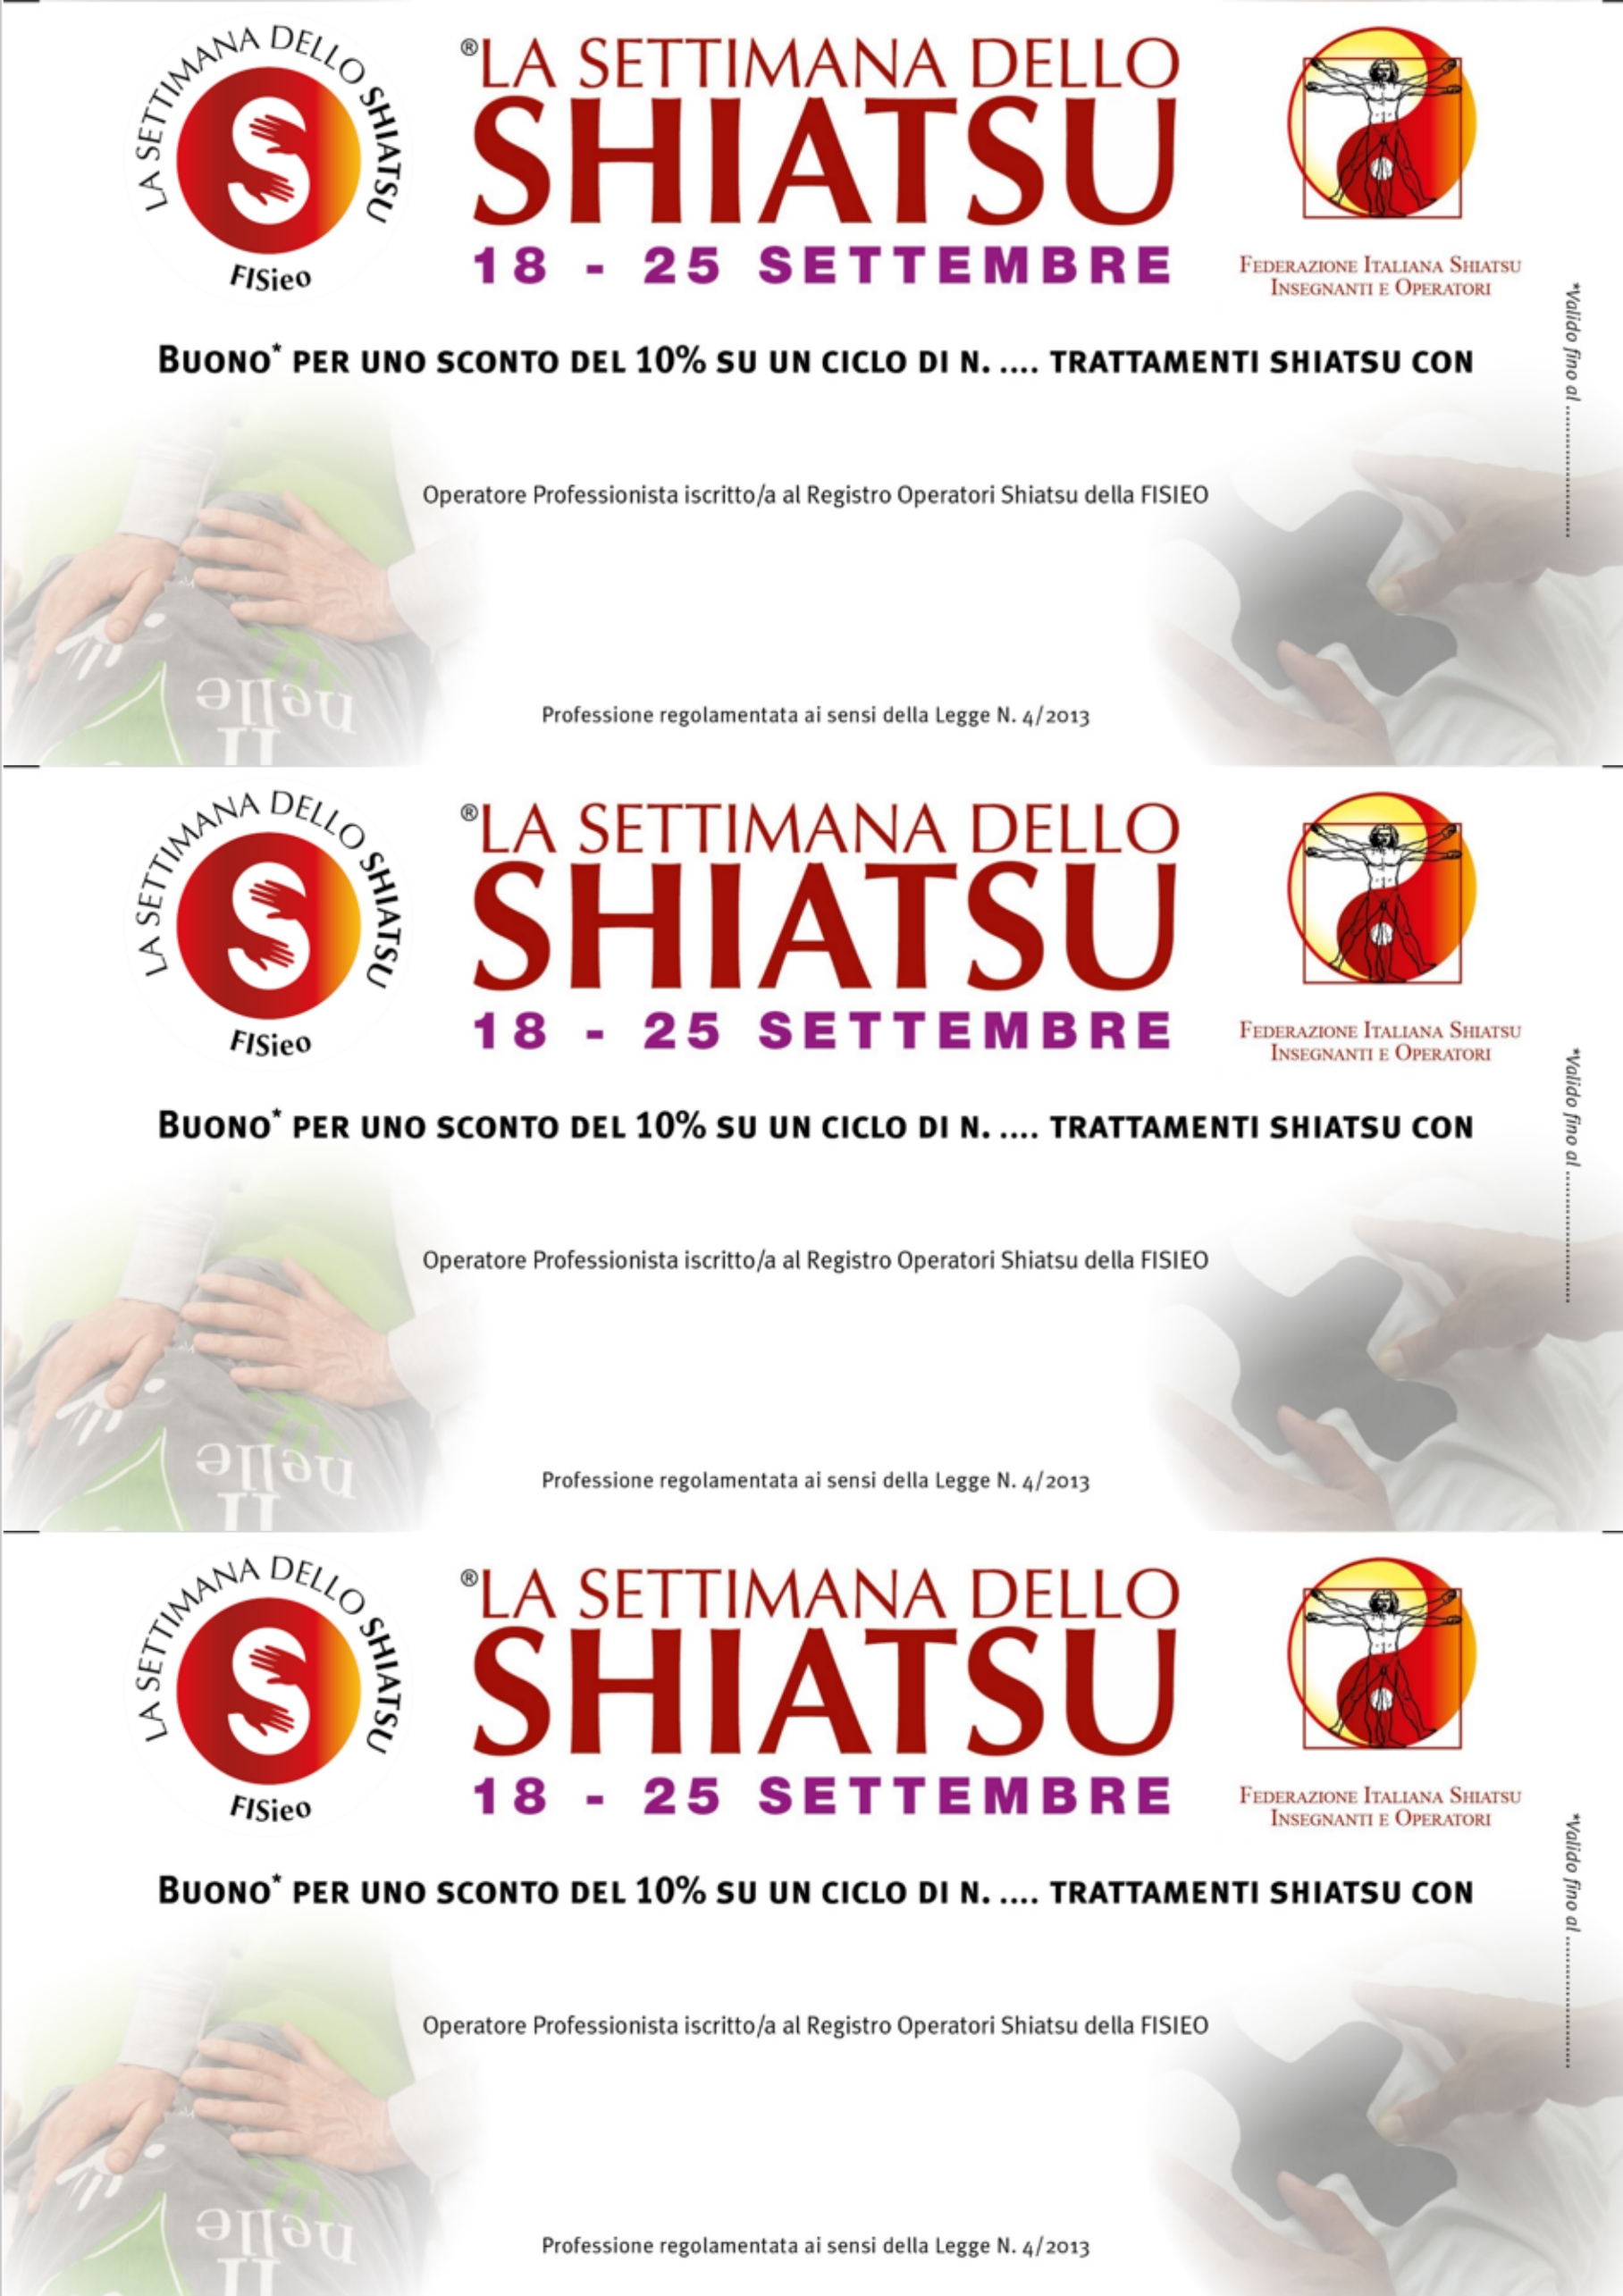 LA SETTIMANA DELLO SHIATSU
FISieo
®LA SETTIMANA DELLO
SHIATSU
18 - 25 SETTEMBRE
FEDERAZIONE ITALIANA SHIATSU
INSEGNANTI E OPERATORI
BUONO* PER UNO SCONTO DEL 10% SU UN CICLO DI N. .... TRATTAMENTI SHIATSU CON
*Valido fino al ..............................
Operatore Professionista iscritto/a al Registro Operatori Shiatsu della FISIEO
nelle
Professione regolamentata ai sensi della Legge N. 4/2013
LA SETTIMANA DELLO SHIATSU
FISieo
®LA SETTIMANA DELLO
SHIATSU
18 - 25 SETTEMBRE
FEDERAZIONE ITALIANA SHIATSU
INSEGNANTI E OPERATORI
BUONO* PER UNO SCONTO DEL 10% SU UN CICLO DI N. .... TRATTAMENTI SHIATSU CON
*Valido fino al ..............................
Operatore Professionista iscritto/a al Registro Operatori Shiatsu della FISIEO
nelle
Professione regolamentata ai sensi della Legge N. 4/2013
LA SETTIMANA DELLO SHIATSU
FISieo
®LA SETTIMANA DELLO
SHIATSU
18 - 25 SETTEMBRE
FEDERAZIONE ITALIANA SHIATSU
INSEGNANTI E OPERATORI
BUONO* PER UNO SCONTO DEL 10% SU UN CICLO DI N. .... TRATTAMENTI SHIATSU CON
*Valido fino al ..............................
Operatore Professionista iscritto/a al Registro Operatori Shiatsu della FISIEO
nelle
Professione regolamentata ai sensi della Legge N. 4/2013